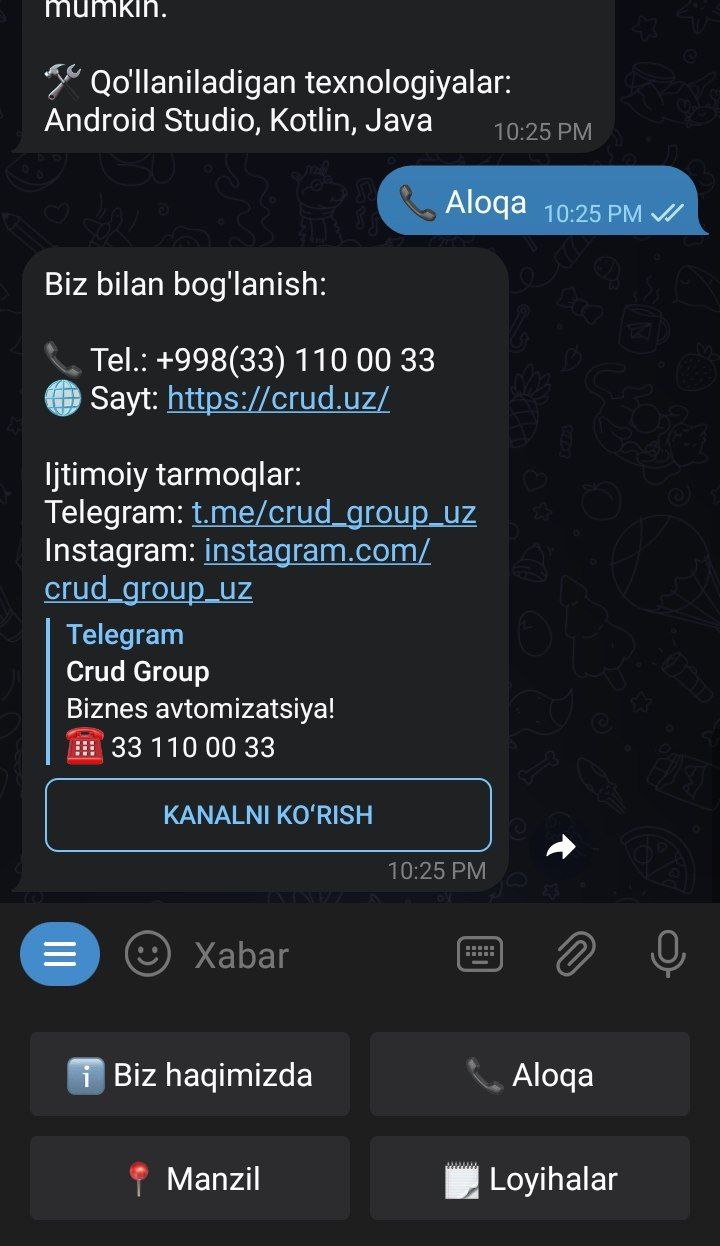 mumkin.
🛠 Qo'llaniladigan texnologiyalar:
Android Studio, Kotlin, Java
10:25 PM
📞 Aloqa
10:25 PM
Biz bilan bog'lanish:
📞 Tel.: +998(33) 110 00 33
🌐 Sayt: https://crud.uz/
Ijtimoiy tarmoqlar:
Telegram: t.me/crud_group_uz
Instagram: instagram.com/
crud_group_uz
Telegram
Crud Group
Biznes avtomizatsiya!
☎️ 33 110 00 33
KANALNI KO‘RISH
10:25 PM
Xabar
ℹ️ Biz haqimizda
📞 Aloqa
📍 Manzil
🗒 Loyihalar